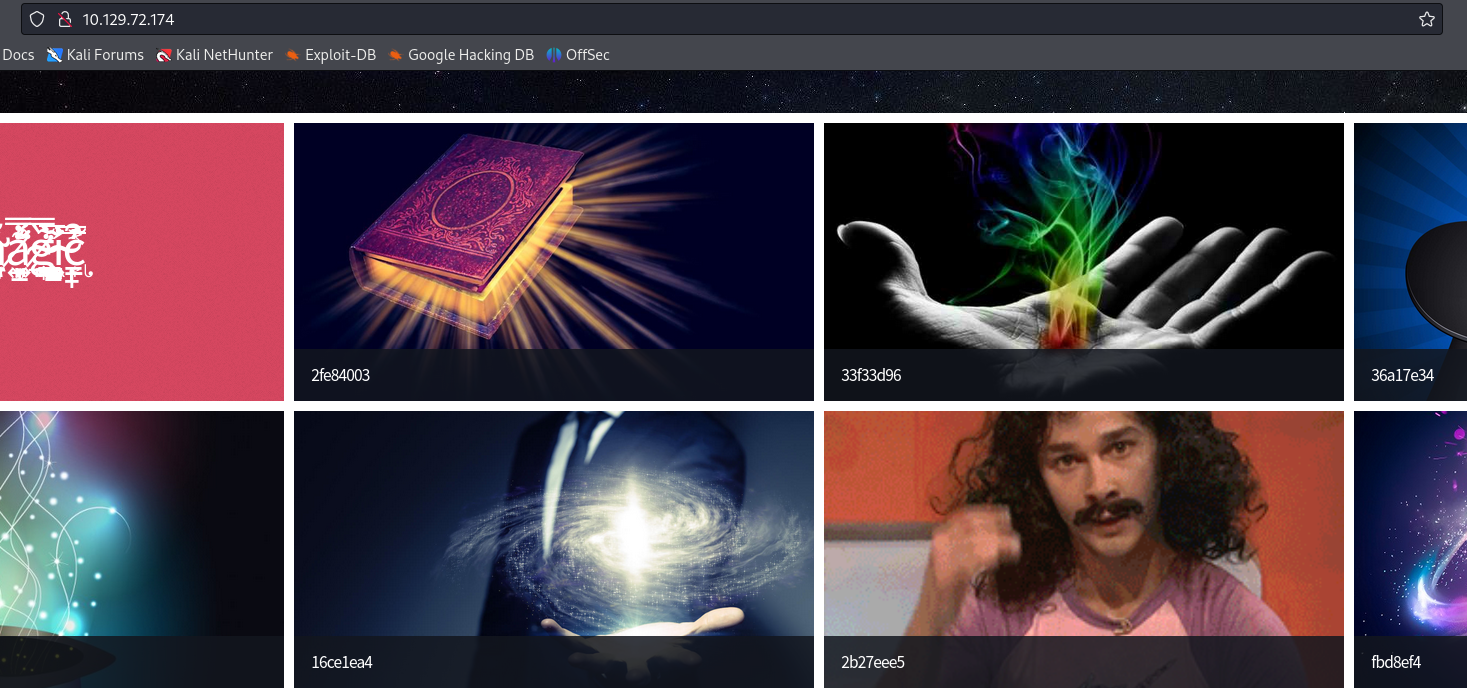 10.129.72.174
Docs Kali Forums Kali NetHunter Exploit-DB Google Hacking DB OffSec
2fe84003
33f33d96
36a17e34
16ce1ea4
2b27eee5
fbd8ef4